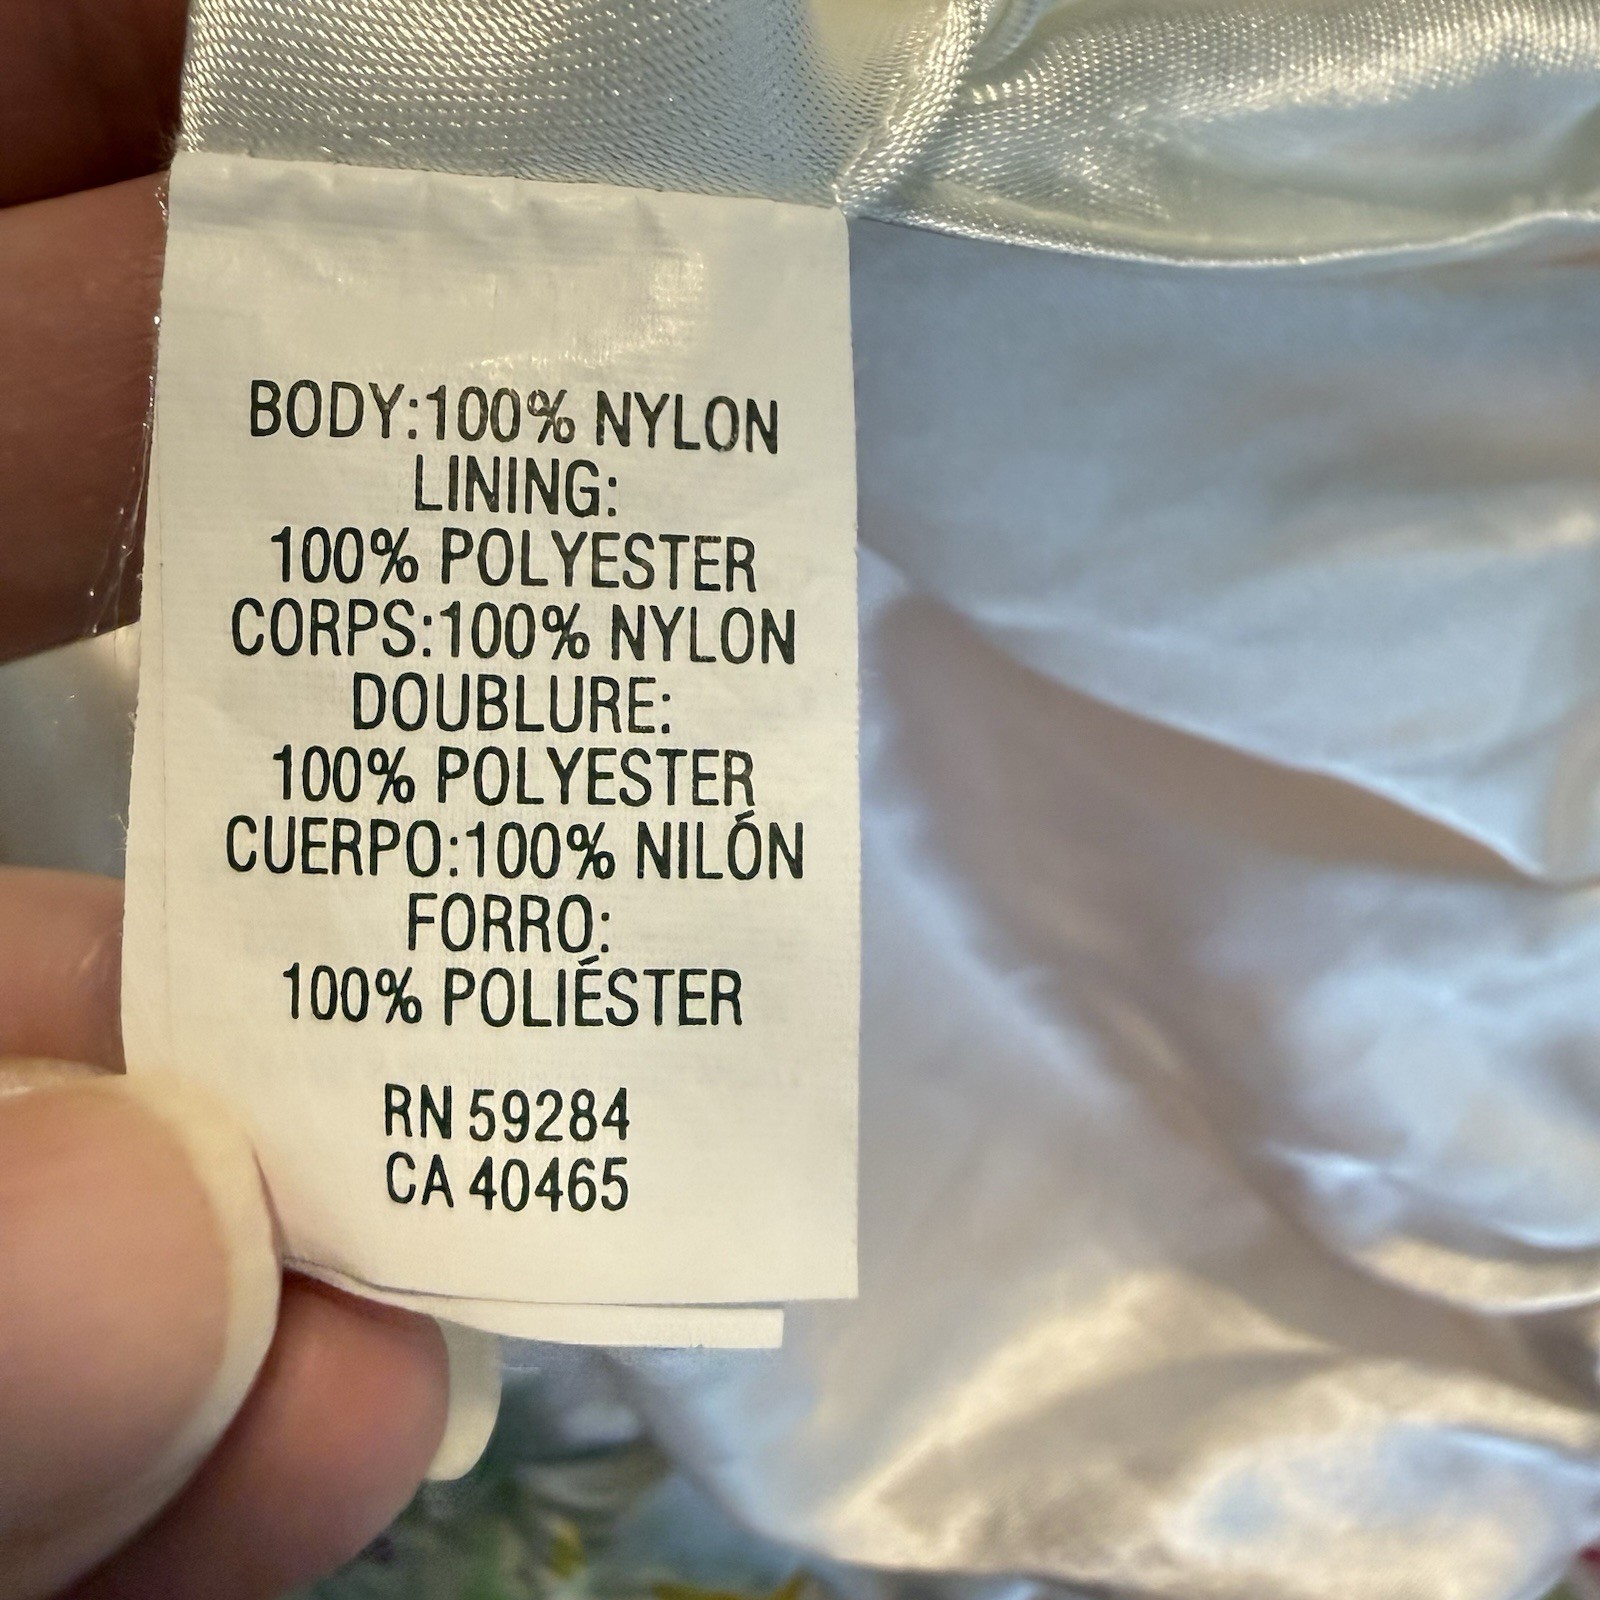 BODY:100% NYLON
LINING:
100% POLYESTER
CORPS:100% NYLON
DOUBLURE:
100% POLYESTER
CUERPO:100% NILÓN
FORRO:
100% POLIÉSTER
RN 59284
CA 40465